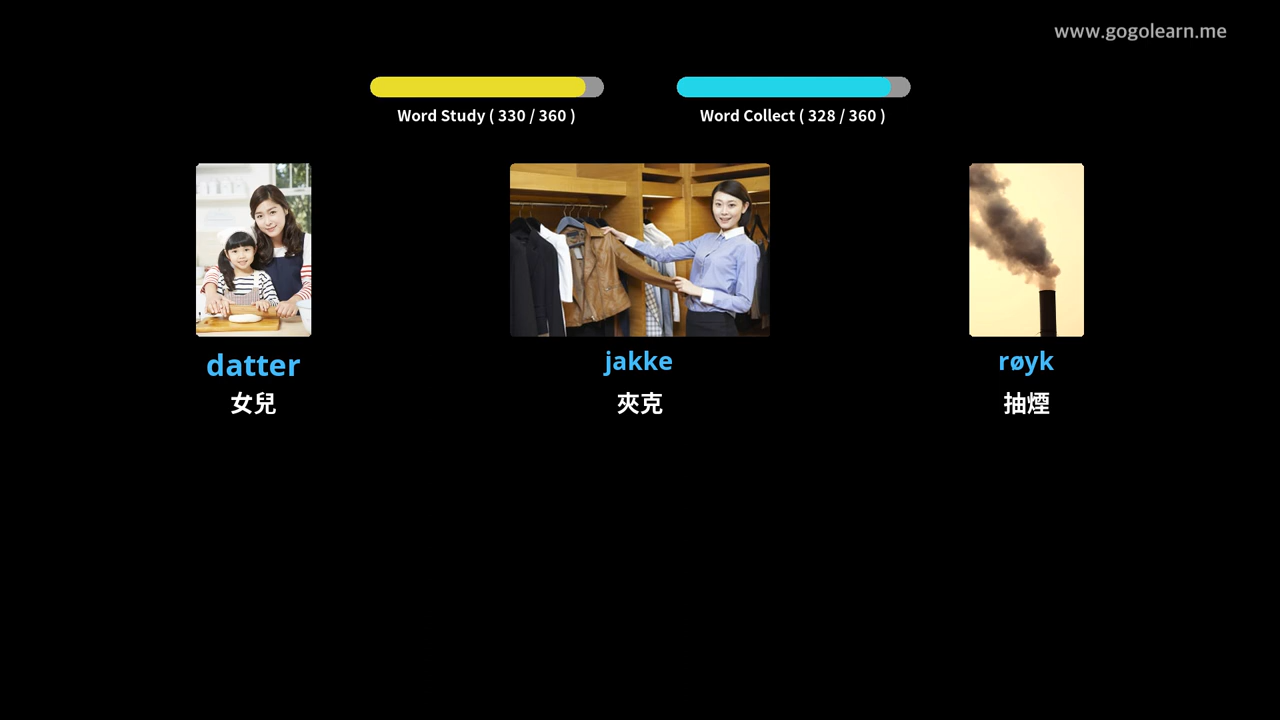 www.gogolearn.me
Word Study ( 330 / 360 )
Word Collect ( 328 / 360 )
datter
jakke
røyk
女兒
夾克
抽煙